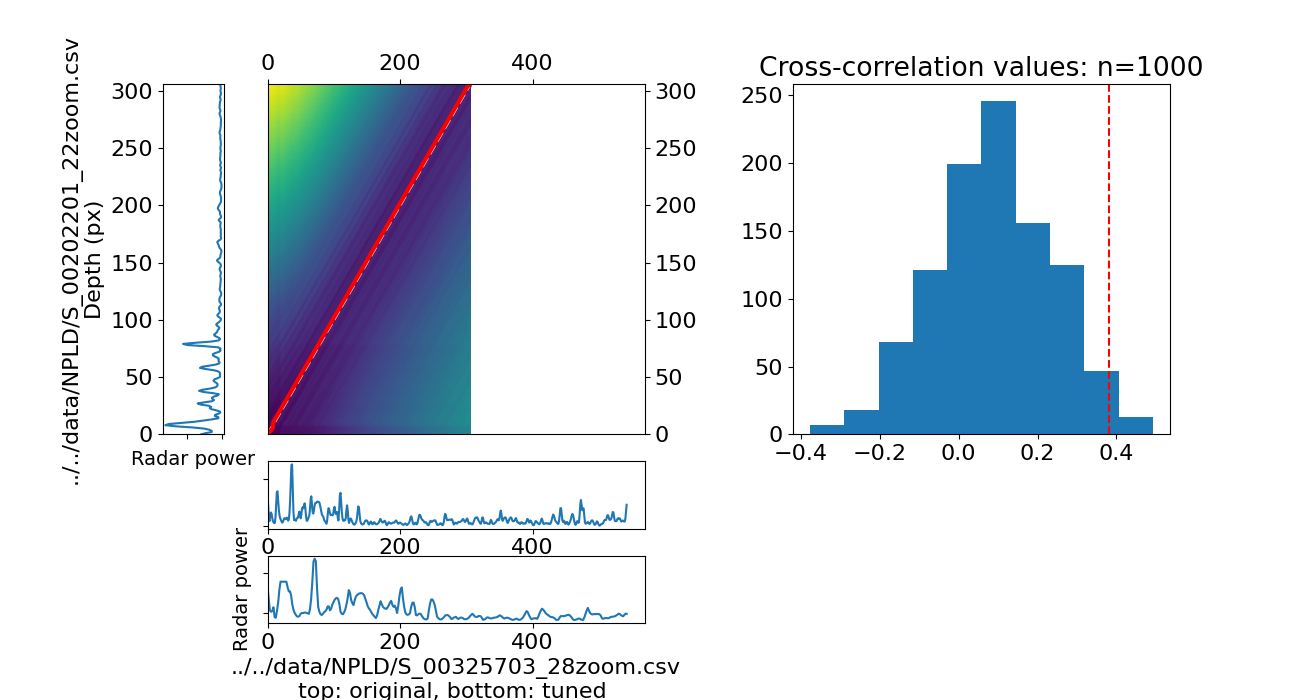 Cross-correlation values: n=1000
0 200 400
../../data/NPLD/S_00202201_22zoom.csv
Depth (px)
300
250
200
150
100
50
0
Radar power
300
250
200
150
100
50
0
250
200
150
100
50
0
−0.4 −0.2 0.0 0.2 0.4
0 200 400
Radar power
0 200 400
../../data/NPLD/S_00325703_28zoom.csv
top: original, bottom: tuned